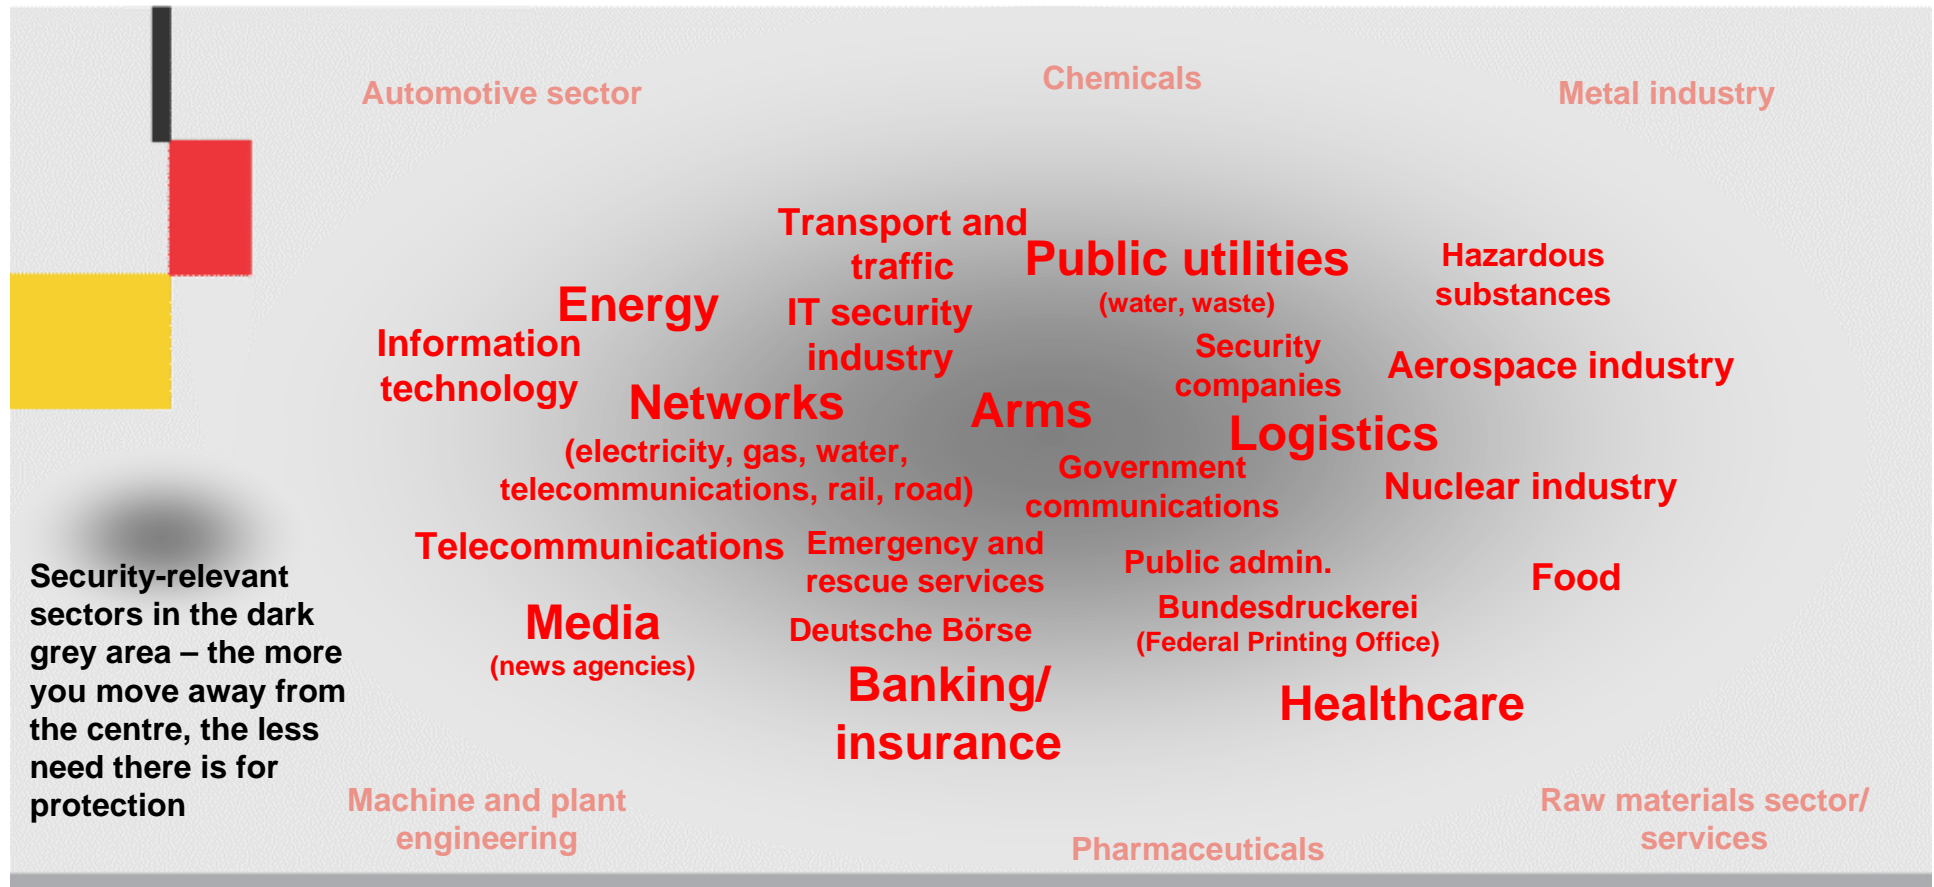 Automotive sector
Chemicals
Metal industry
Transport and
traffic
Public utilities
(water, waste)
Hazardous
substances
Energy
IT security
industry
Information
technology
Security
companies
Aerospace industry
Networks
(electricity, gas, water,
telecommunications, rail, road)
Arms
Logistics
Government
communications
Nuclear industry
Telecommunications
Emergency and
rescue services
Public admin.
Food
Security-relevant
sectors in the dark
grey area – the more
you move away from
the centre, the less
need there is for
protection
Media
(news agencies)
Deutsche Börse
Bundesdruckerei
(Federal Printing Office)
Banking/
insurance
Healthcare
Machine and plant
engineering
Pharmaceuticals
Raw materials sector/
services